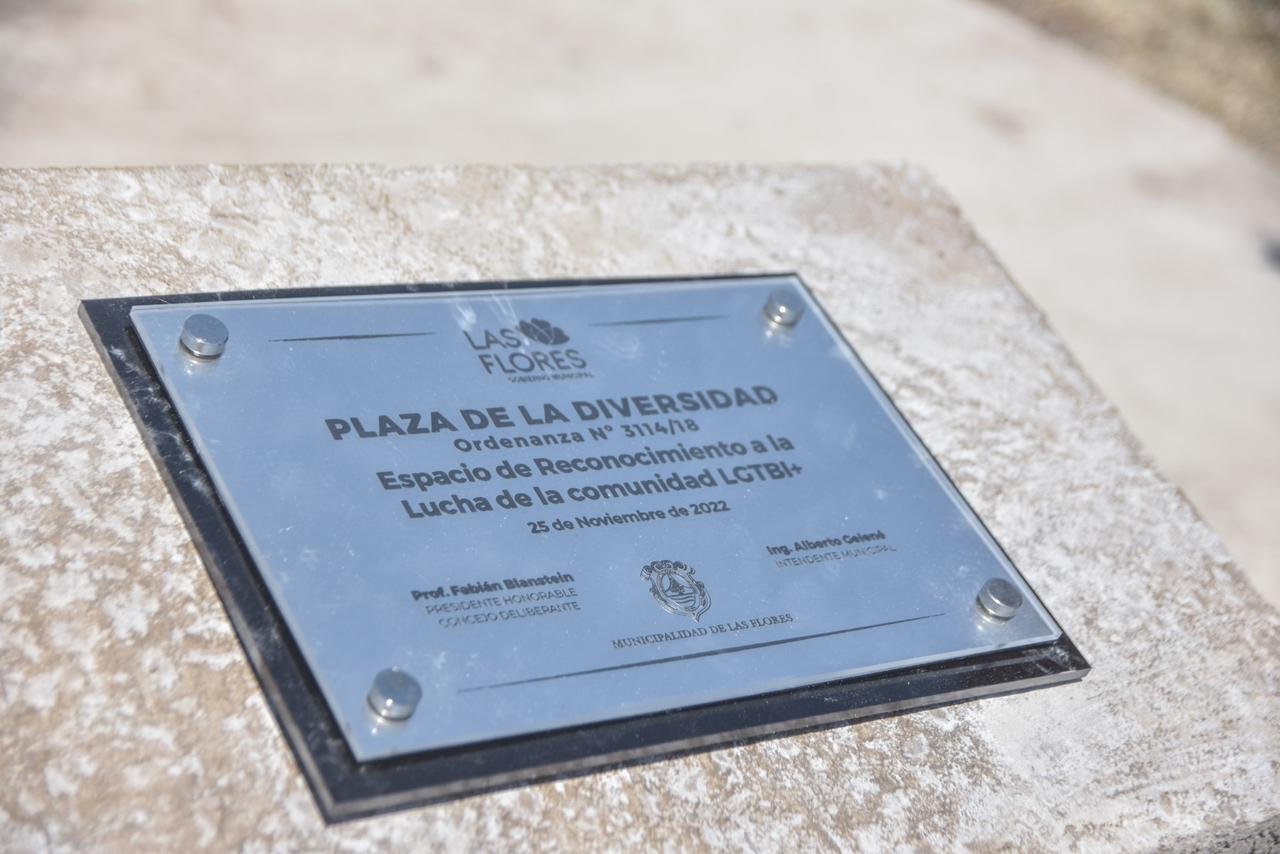 LAS
FLORES
GOBIERNO MUNICIPAL
PLAZA DE LA DIVERSIDAD
Ordenanza N° 3114/18
Espacio de Reconocimiento a la
Lucha de la comunidad LGTBI+
25 de Noviembre de 2022
Prof. Fabián Blanstein
PRESIDENTE HONORABLE
CONCEJO DELIBERANTE
Ing. Alberto Gelené
INTENDENTE MUNICIPAL
MUNICIPALIDAD DE LAS FLORES